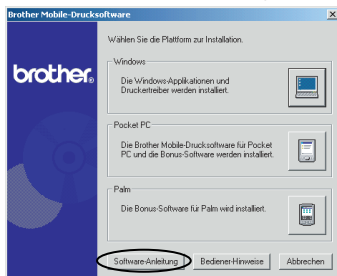 Brother Mobile-Drucksoftware
brother®
Wählen Sie die Plattform zur Installation.
Windows
Die Windows-Applikationen und
Druckertreiber werden installiert.
Pocket PC
Die Brother Mobile-Drucksoftware für Pocket
PC und die Bonus-Software werden installiert.
Palm
Die Bonus-Software für Palm wird installiert.
Software-Anleitung
Bediener-Hinweise
Abbrechen